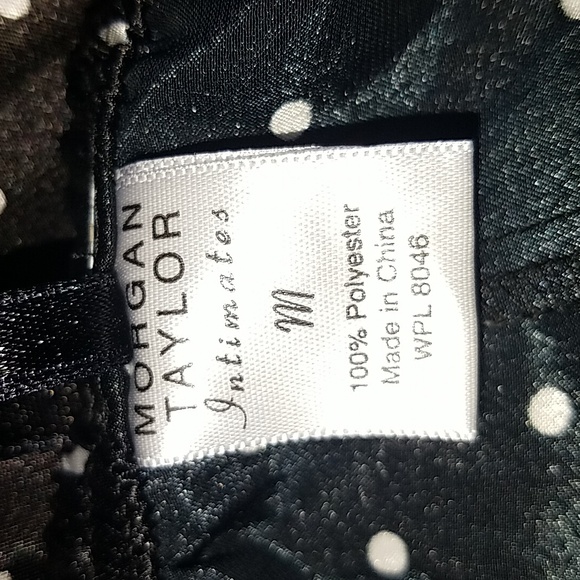 MORGAN
TAYLOR
Intimates
M
100% Polyester
Made in China
WPL 8046